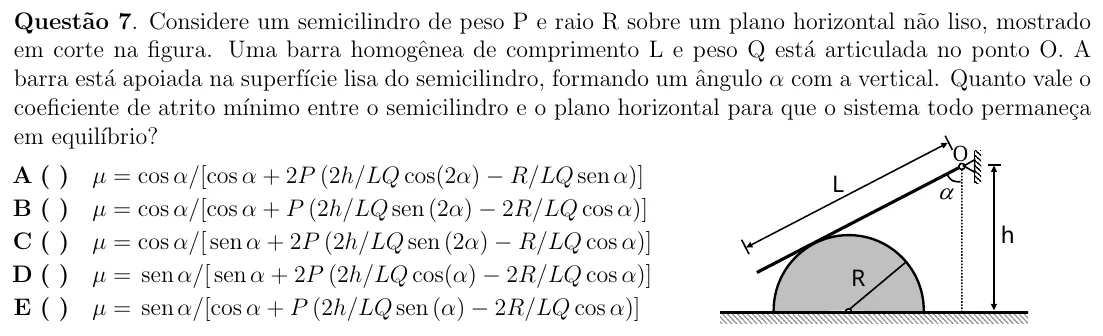 Questão 7. Considere um semicilindro de peso P e raio R sobre um plano horizontal não liso, mostrado
em corte na figura. Uma barra homogênea de comprimento L e peso Q está articulada no ponto O. A
barra está apoiada na superfície lisa do semicilindro, formando um ângulo α com a vertical. Quanto vale o
coeficiente de atrito mínimo entre o semicilindro e o plano horizontal para que o sistema todo permaneça
em equilíbrio?
A ( ) μ = cos α/[cos α + 2P (2h/LQ cos(2α) − R/LQ sen α)]
B ( ) μ = cos α/[cos α + P (2h/LQ sen (2α) − 2R/LQ cos α)]
C ( ) μ = cos α/[ sen α + 2P (2h/LQ sen (2α) − R/LQ cos α)]
D ( ) μ = sen α/[ sen α + 2P (2h/LQ cos(α) − 2R/LQ cos α)]
E ( ) μ = sen α/[cos α + P (2h/LQ sen (α) − 2R/LQ cos α)]
O
L
α
h
R